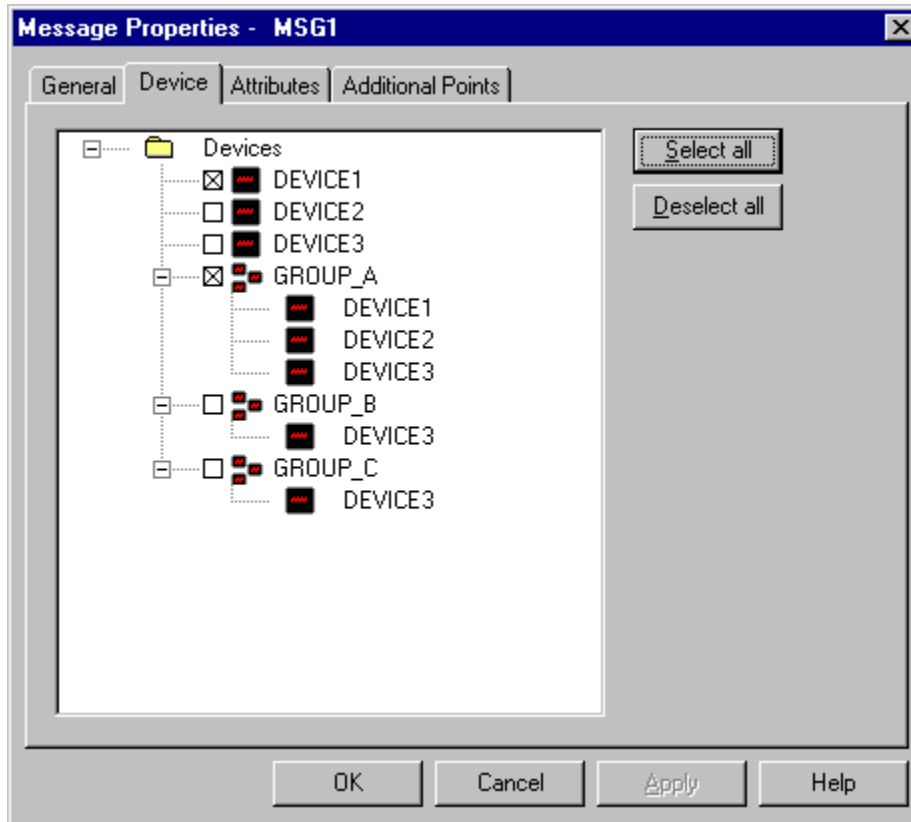 Message Properties - MSG1
General Device Attributes Additional Points
Devices
DEVICE1
DEVICE2
DEVICE3
GROUP_A
DEVICE1
DEVICE2
DEVICE3
GROUP_B
DEVICE3
GROUP_C
DEVICE3
Select all
Deselect all
OK Cancel Apply Help